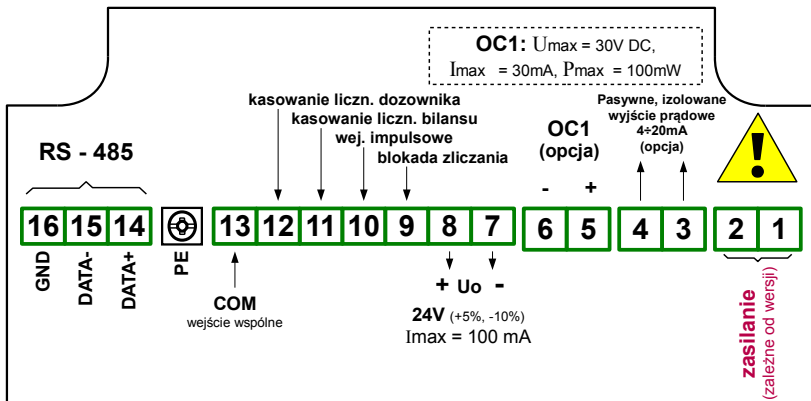 OC1: Umax = 30V DC,
Imax = 30mA, Pmax = 100mW
kasowanie liczn. dozownika
kasowanie liczn. bilansu
wej. impulsowe
blokada zliczania
RS - 485
OC1
(opcja)
- +
Pasywne, izolowane
wyjście prądowe
4÷20mA
(opcja)
16 15 14 PE 13 12 11 10 9 8 7 6 5 4 3 2 1
GND
DATA-
DATA+
COM
wejście wspólne
+ Uo -
24V (+5%, -10%)
Imax = 100 mA
zasilanie
(zależne od wersji)